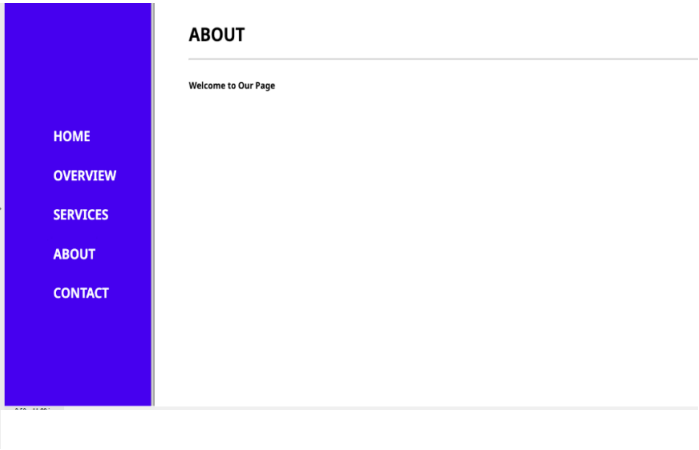 HOME
OVERVIEW
SERVICES
ABOUT
CONTACT
ABOUT
Welcome to Our Page